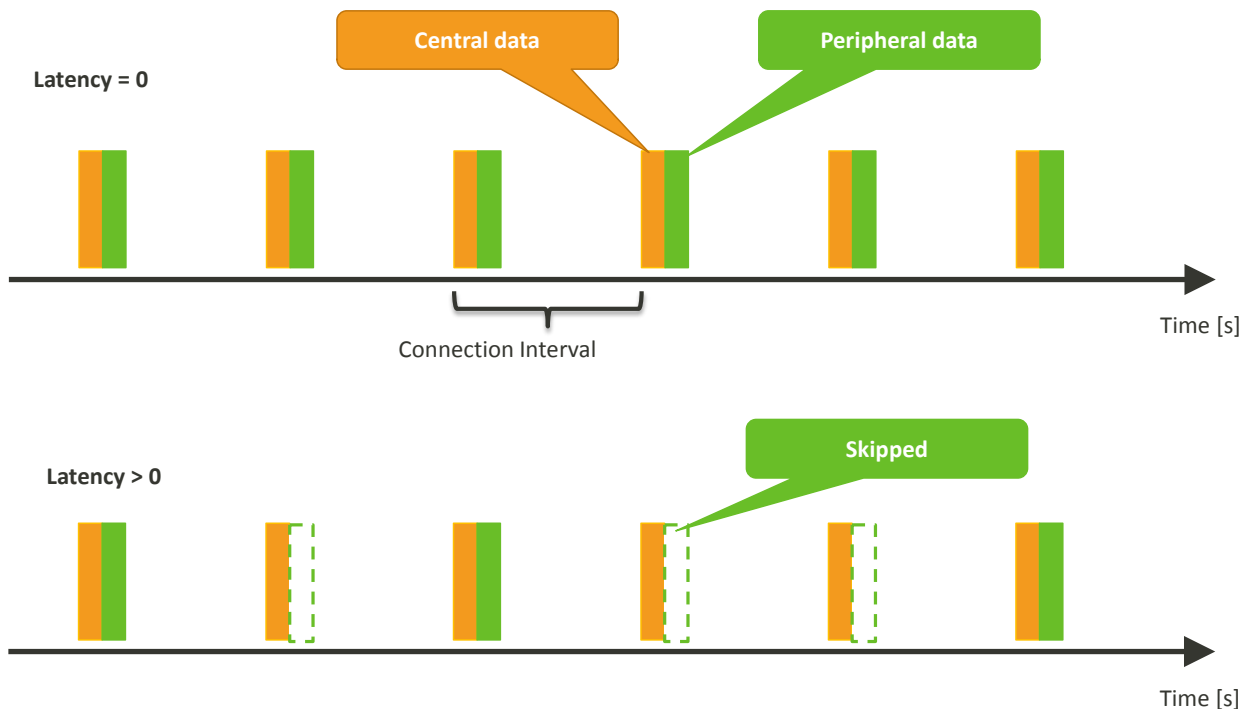 Central data
Peripheral data
Latency = 0
Time [s]
Connection Interval
Skipped
Latency > 0
Time [s]